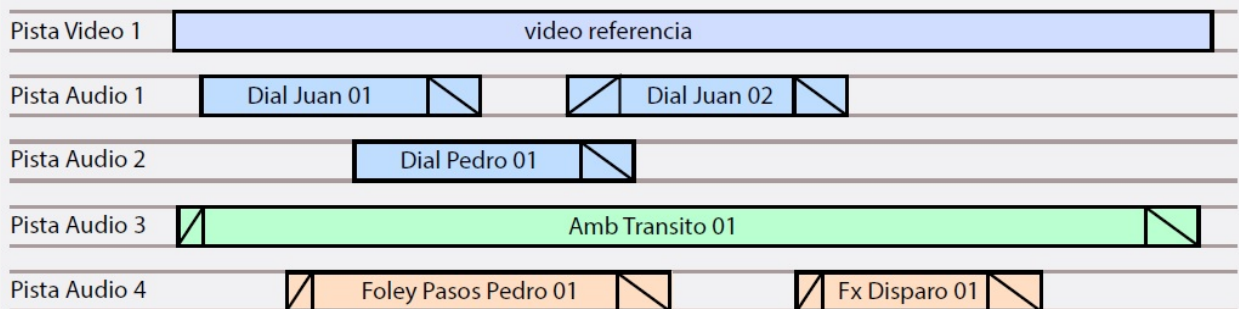 Pista Video 1 video referencia
Pista Audio 1 Dial Juan 01 Dial Juan 02
Pista Audio 2 Dial Pedro 01
Pista Audio 3 Amb Transito 01
Pista Audio 4 Foley Pasos Pedro 01 Fx Disparo 01